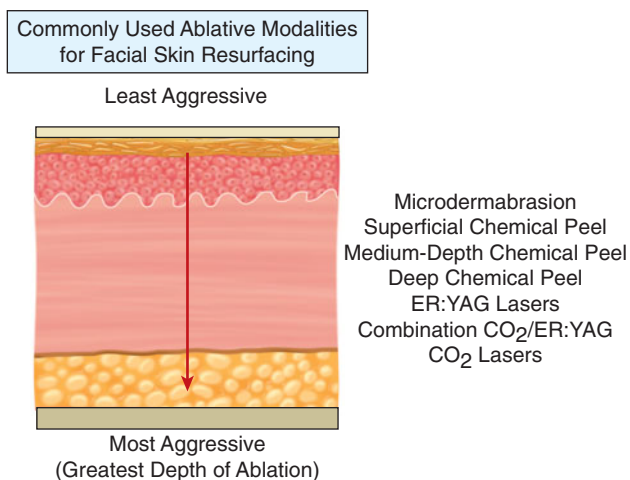 Commonly Used Ablative Modalities
for Facial Skin Resurfacing
Least Aggressive
Microdermabrasion
Superficial Chemical Peel
Medium-Depth Chemical Peel
Deep Chemical Peel
ER:YAG Lasers
Combination CO2/ER:YAG
CO2 Lasers
Most Aggressive
(Greatest Depth of Ablation)